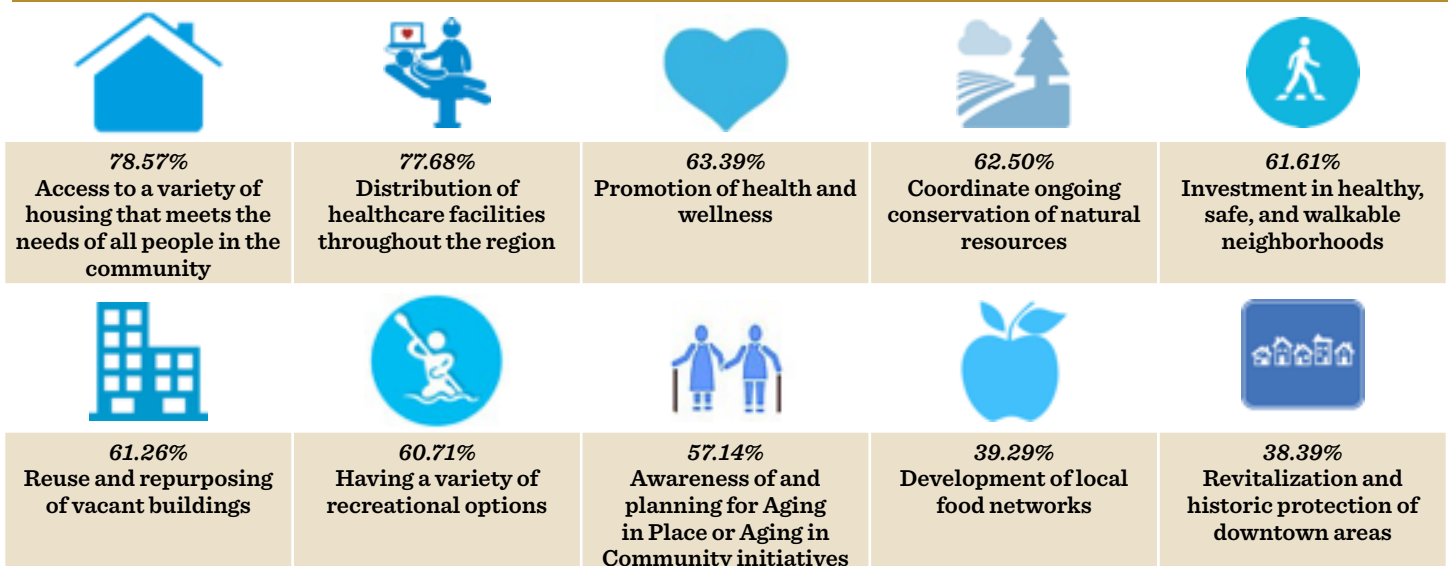 78.57%
Access to a variety of
housing that meets the
needs of all people in the
community
77.68%
Distribution of
healthcare facilities
throughout the region
63.39%
Promotion of health and
wellness
62.50%
Coordinate ongoing
conservation of natural
resources
61.61%
Investment in healthy,
safe, and walkable
neighborhoods
61.26%
Reuse and repurposing
of vacant buildings
60.71%
Having a variety of
recreational options
57.14%
Awareness of and
planning for Aging
in Place or Aging in
Community initiatives
39.29%
Development of local
food networks
38.39%
Revitalization and
historic protection of
downtown areas